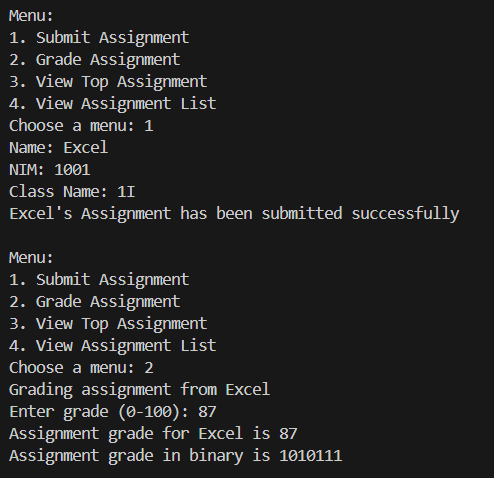 Menu:
1. Submit Assignment
2. Grade Assignment
3. View Top Assignment
4. View Assignment List
Choose a menu: 1
Name: Excel
NIM: 1001
Class Name: 1I
Excel's Assignment has been submitted successfully
Menu:
1. Submit Assignment
2. Grade Assignment
3. View Top Assignment
4. View Assignment List
Choose a menu: 2
Grading assignment from Excel
Enter grade (0-100): 87
Assignment grade for Excel is 87
Assignment grade in binary is 1010111